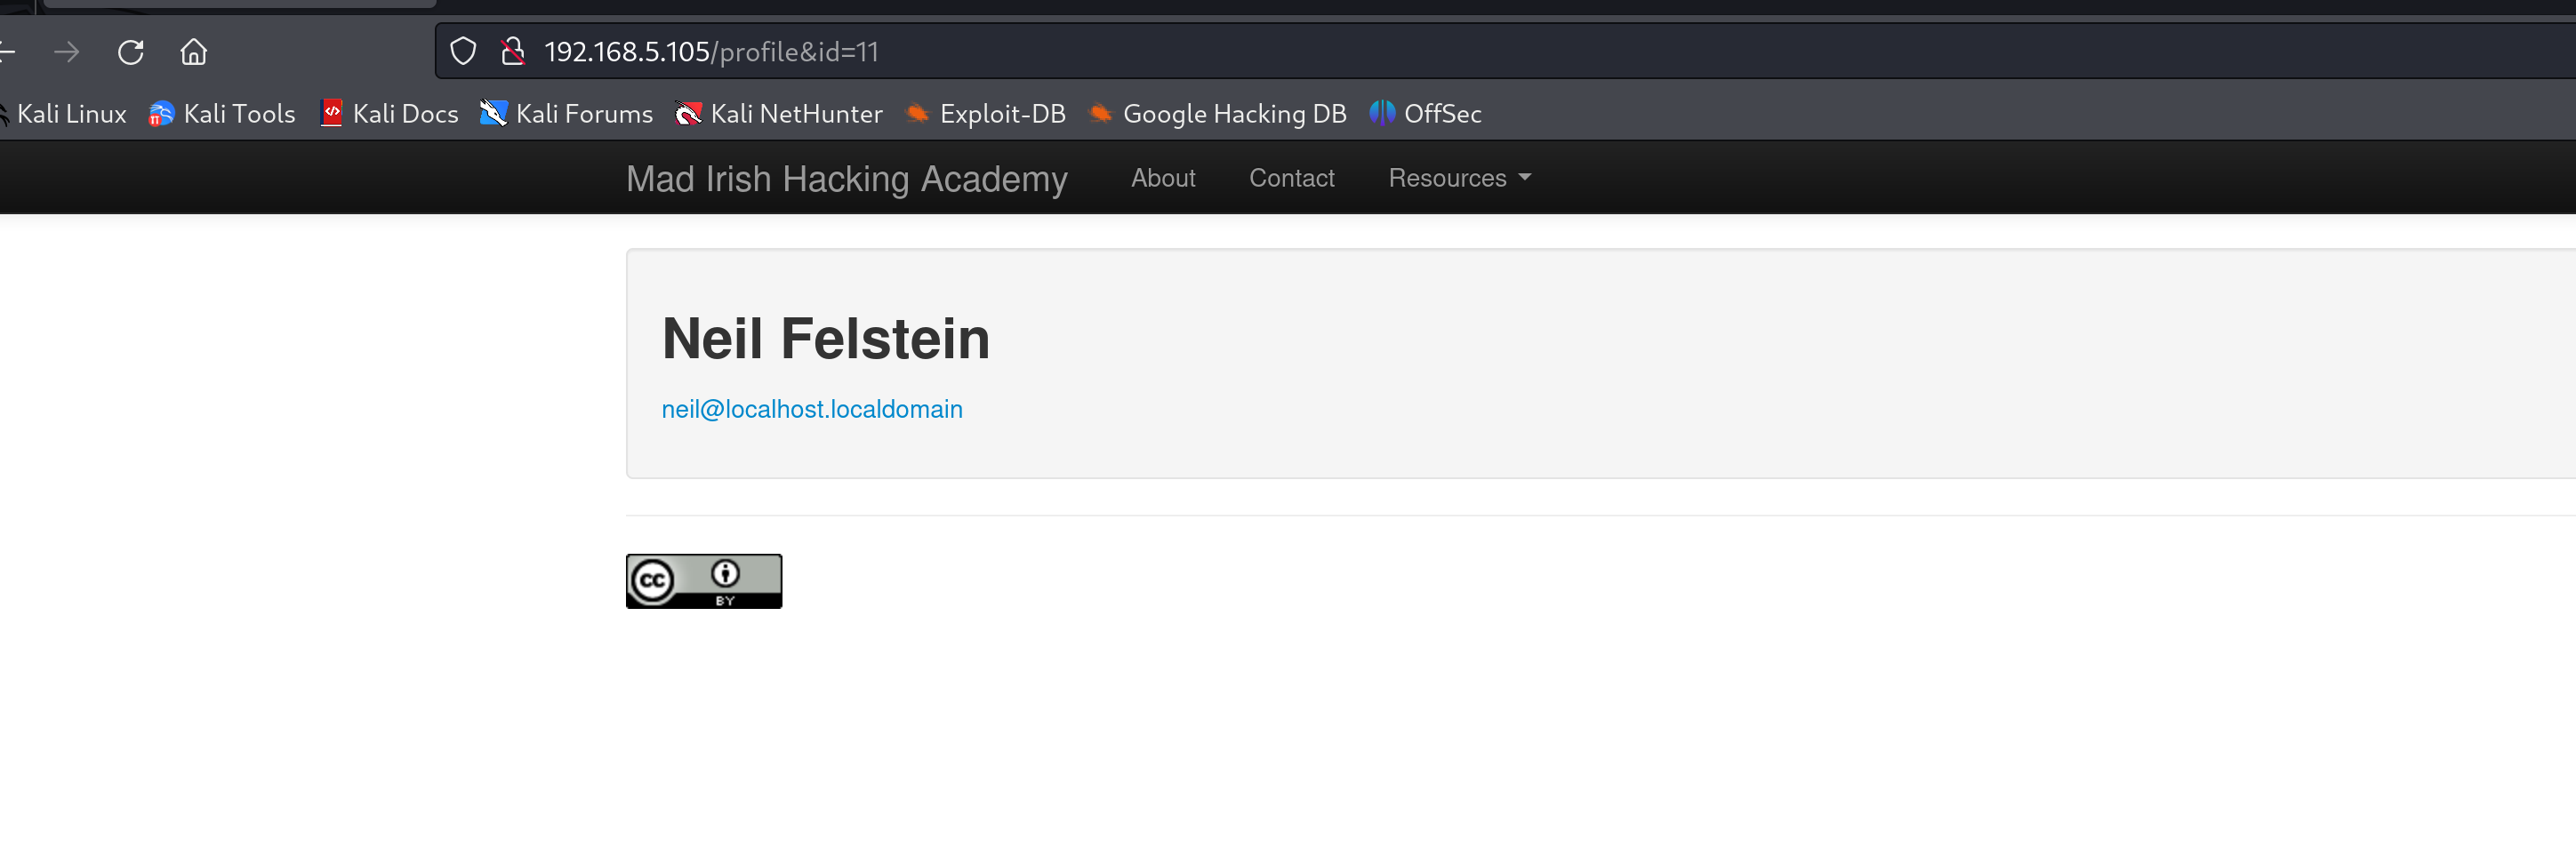 192.168.5.105/profile&id=11
Kali Linux Kali Tools Kali Docs Kali Forums Kali NetHunter Exploit-DB Google Hacking DB OffSec
Mad Irish Hacking Academy About Contact Resources
Neil Felstein
neil@localhost.localdomain
cc
BY